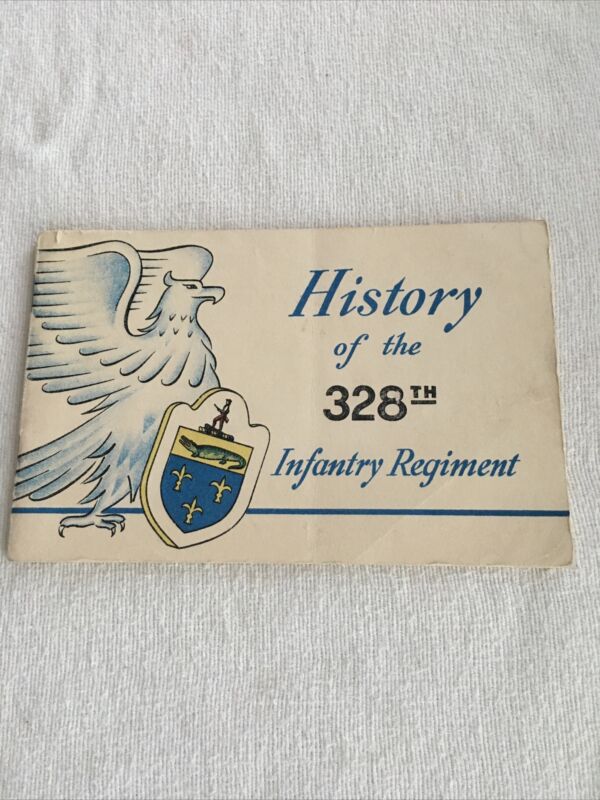 History
of the
328TH
Infantry Regiment